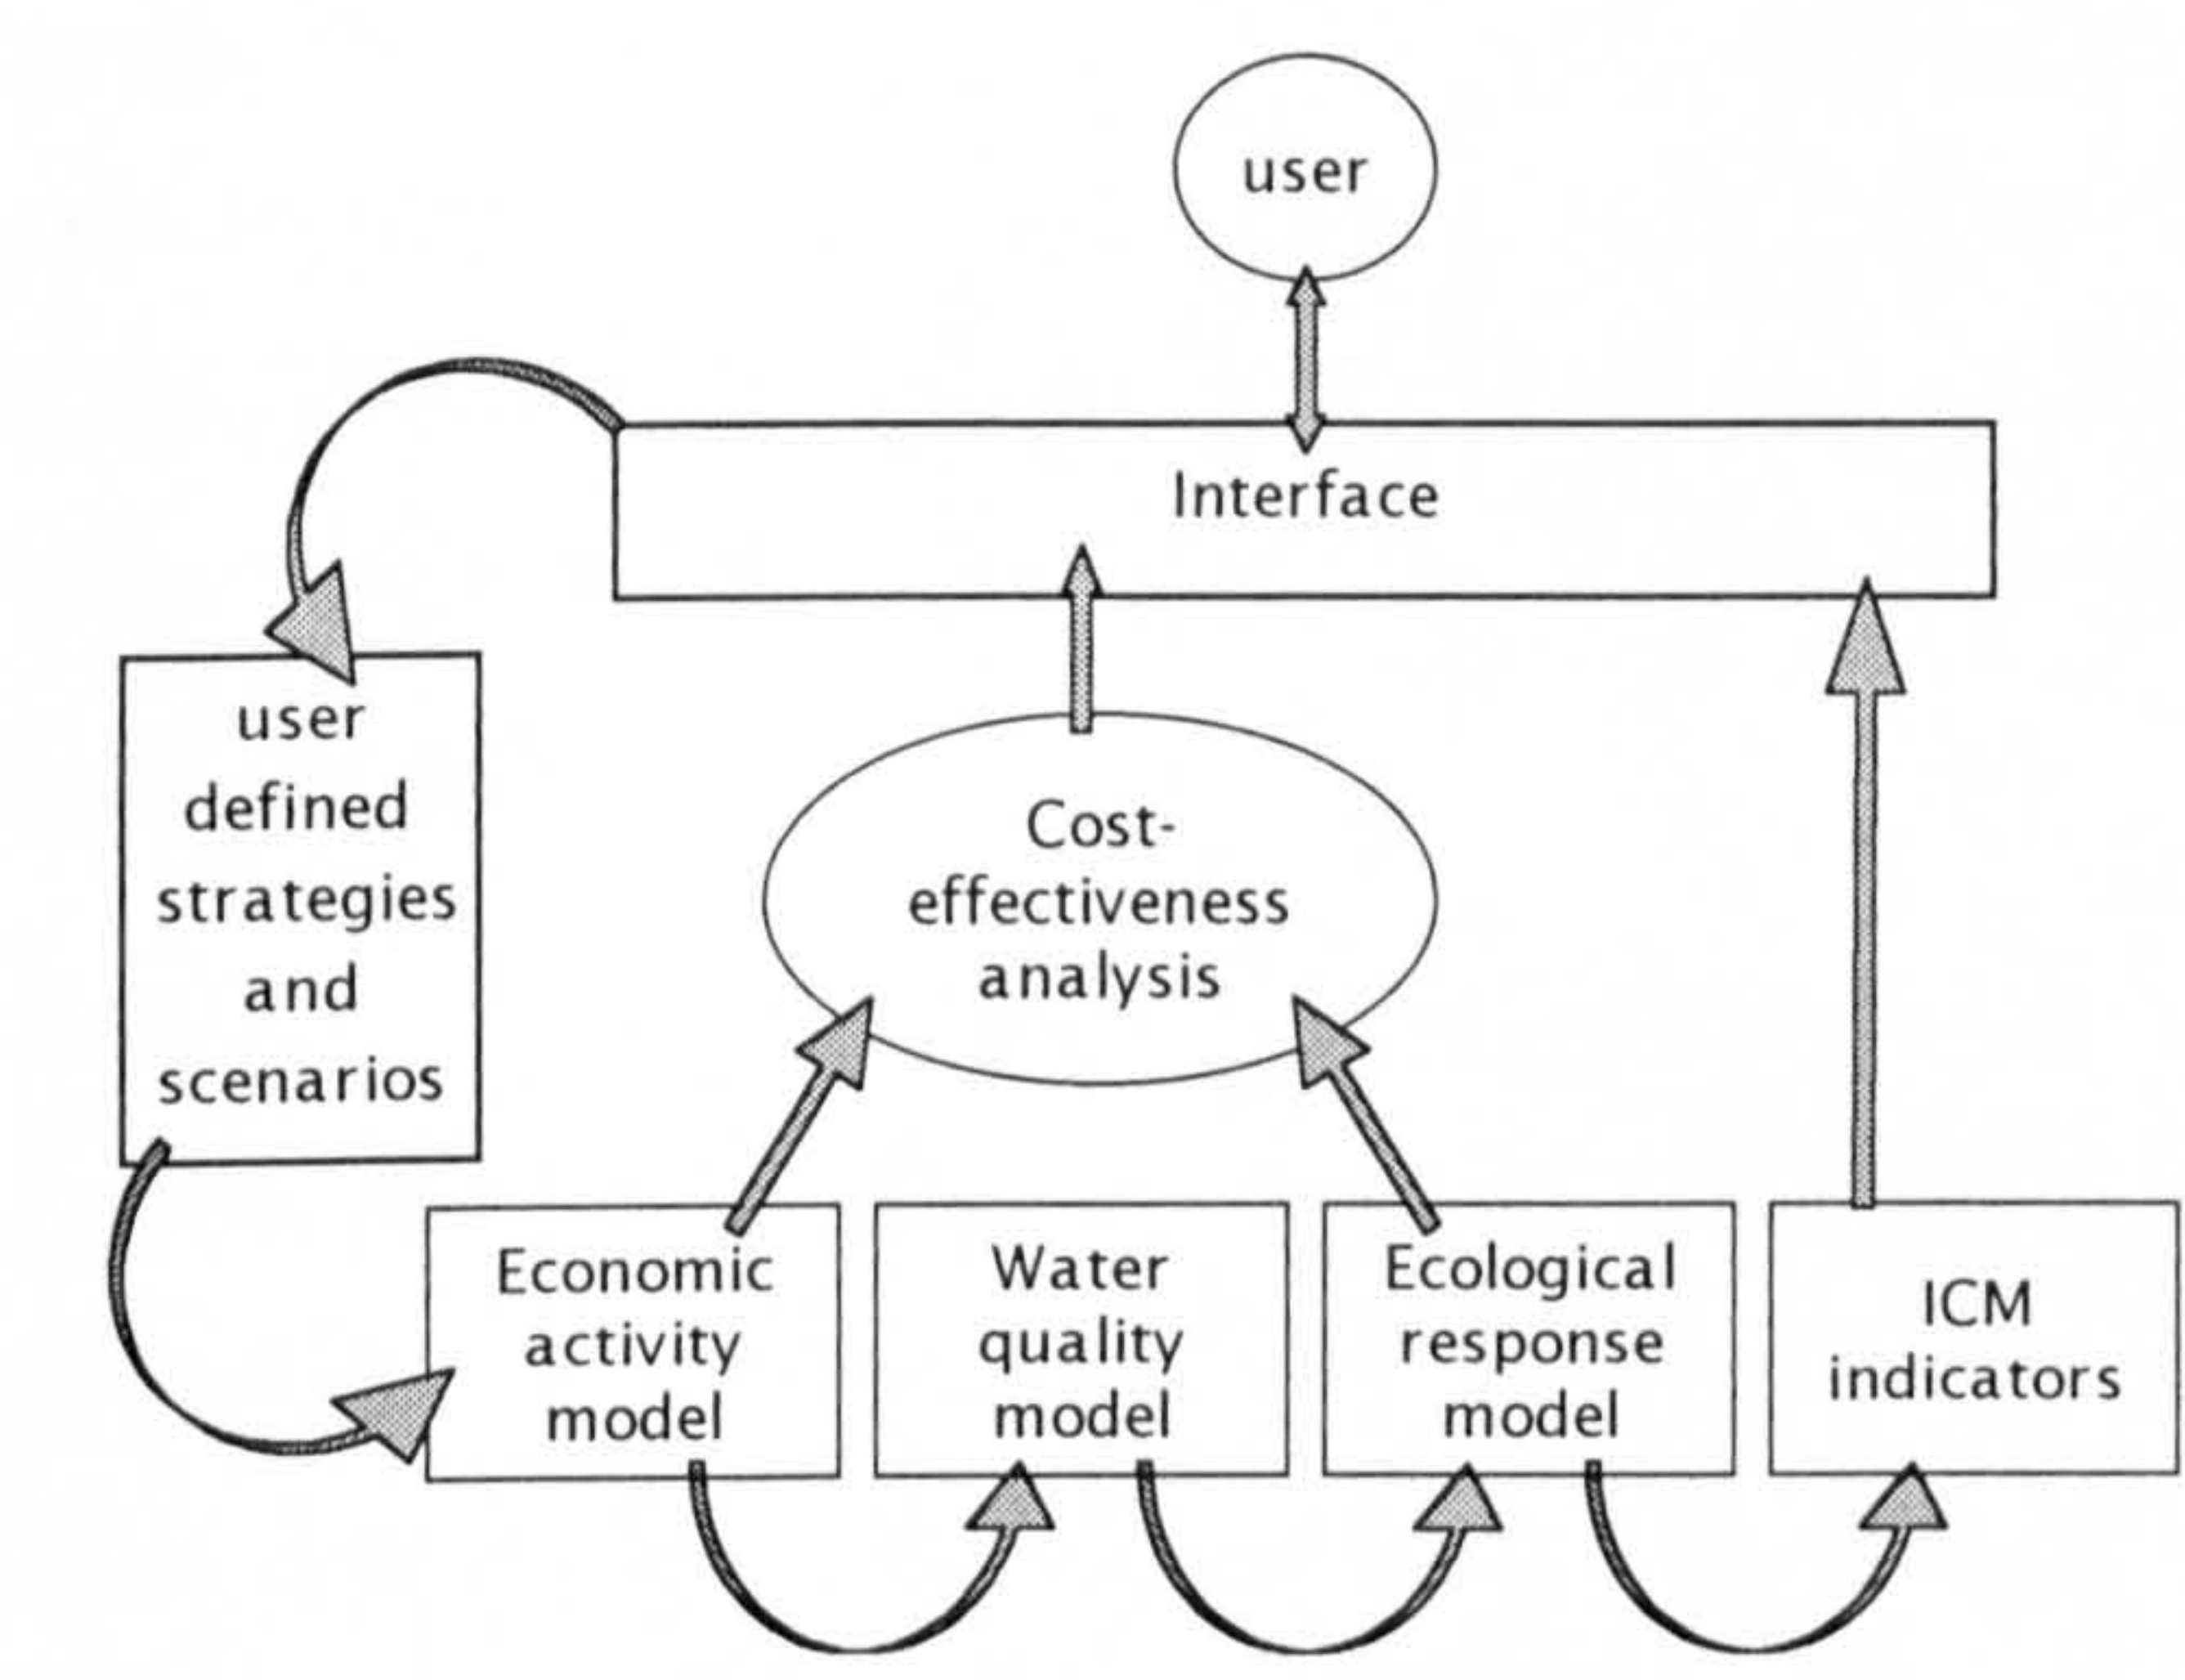 user
Interface
user
defined
strategies
and
scenarios
Cost-
effectiveness
analysis
Economic
activity
model
Water
quality
model
Ecological
response
model
ICM
indicators